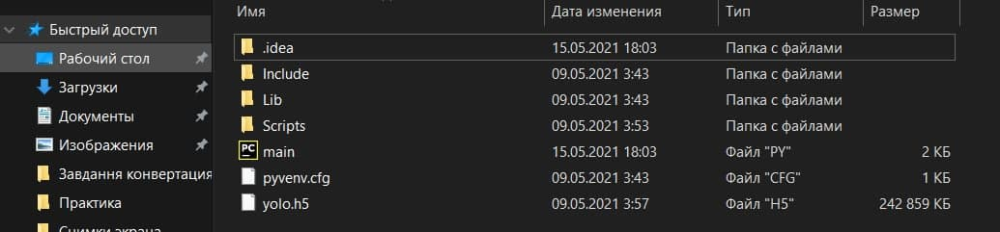 Имя Дата изменения Тип Размер
Быстрый доступ
Рабочий стол
Загрузки
Документы
Изображения
Завдання конвертация
Практика
Снимки экрана
.idea 15.05.2021 18:03 Папка с файлами
Include 09.05.2021 3:43 Папка с файлами
Lib 09.05.2021 3:43 Папка с файлами
Scripts 09.05.2021 3:53 Папка с файлами
PC main 15.05.2021 18:03 Файл "PY" 2 КБ
pyvenv.cfg 09.05.2021 3:43 Файл "CFG" 1 КБ
yolo.h5 09.05.2021 3:57 Файл "H5" 242 859 КБ